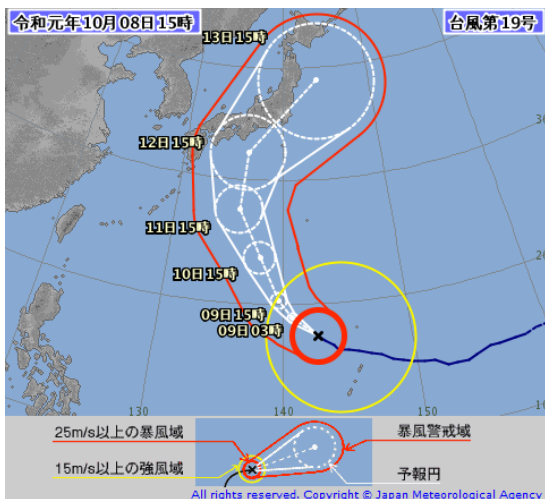 令和元年10月08日15時
台風第19号
13日15時
12日15時
11日15時
10日15時
09日15時
09日03時
20
130
140
150
25m/s以上の暴風域
暴風警戒域
15m/s以上の強風域
予報円
All rights reserved. Copyright © Japan Meteorological Agency